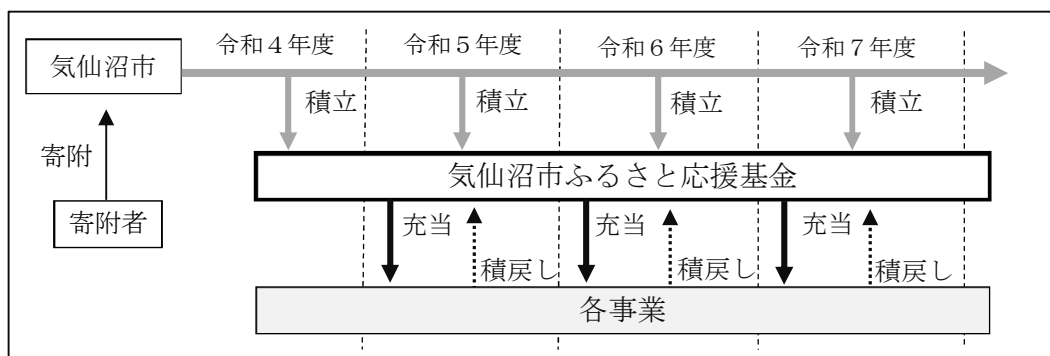 令和４年度
令和５年度
令和６年度
令和７年度
気仙沼市
積立
積立
積立
積立
寄附
気仙沼市ふるさと応援基金
寄附者
充当
充当
充当
積戻し
積戻し
積戻し
各事業